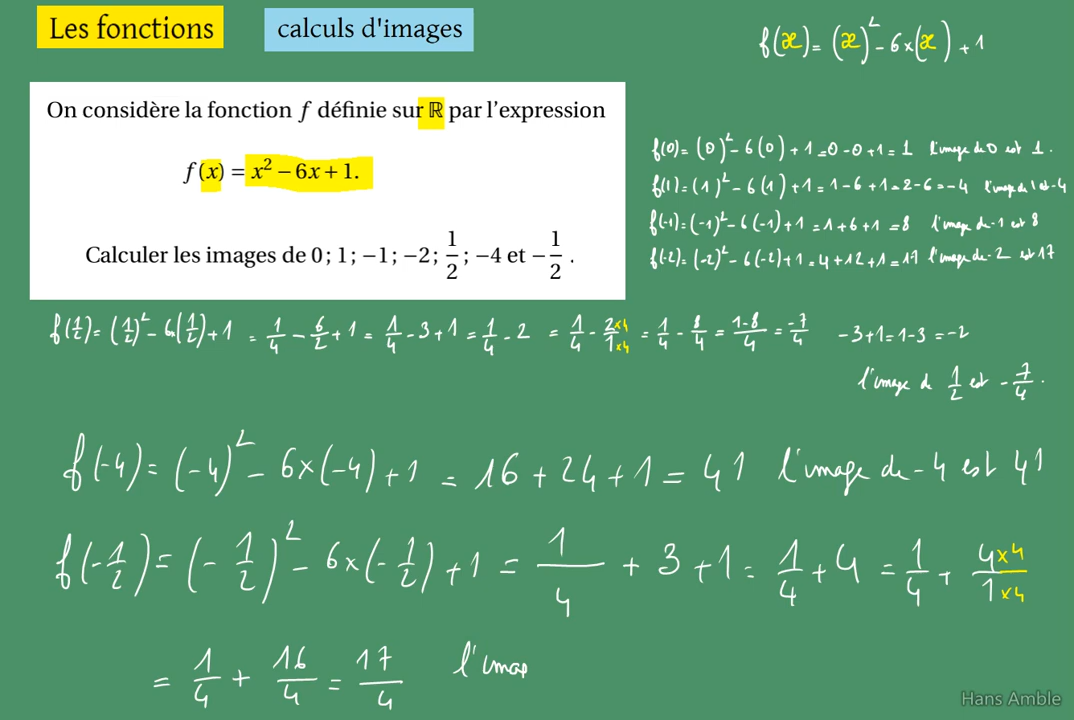 Les fonctions
calculs d'images
f(x) = (x)² - 6×(x) + 1
On considère la fonction f définie sur ℝ par l'expression
f(x) = x² − 6x + 1.
Calculer les images de 0 ; 1 ; −1 ; −2 ; 1/2 ; −4 et −1/2 .
f(0) = (0)² - 6(0) + 1 = 0 - 0 + 1 = 1 l'image de 0 est 1.
f(1) = (1)² - 6(1) + 1 = 1 - 6 + 1 = 2 - 6 = -4 l'image de 1 est -4
f(-1) = (-1)² - 6(-1) + 1 = 1 + 6 + 1 = 8 l'image de -1 est 8
f(-2) = (-2)² - 6(-2) + 1 = 4 + 12 + 1 = 17 l'image de -2 est 17
f(1/2) = (1/2)² - 6×(1/2) + 1 = 1/4 - 6/2 + 1 = 1/4 - 3 + 1 = 1/4 - 2 = 1/4 - 2×4/1×4 = 1/4 - 8/4 = 1-8/4 = -7/4 -3+1 = 1-3 = -2
l'image de 1/2 est -7/4.
f(-4) = (-4)² - 6×(-4) + 1 = 16 + 24 + 1 = 41 l'image de -4 est 41
f(-1/2) = (-1/2)² - 6×(-1/2) + 1 = 1/4 + 3 + 1 = 1/4 + 4 = 1/4 + 4×4/1×4
= 1/4 + 16/4 = 17/4 l'imag
Hans Amble